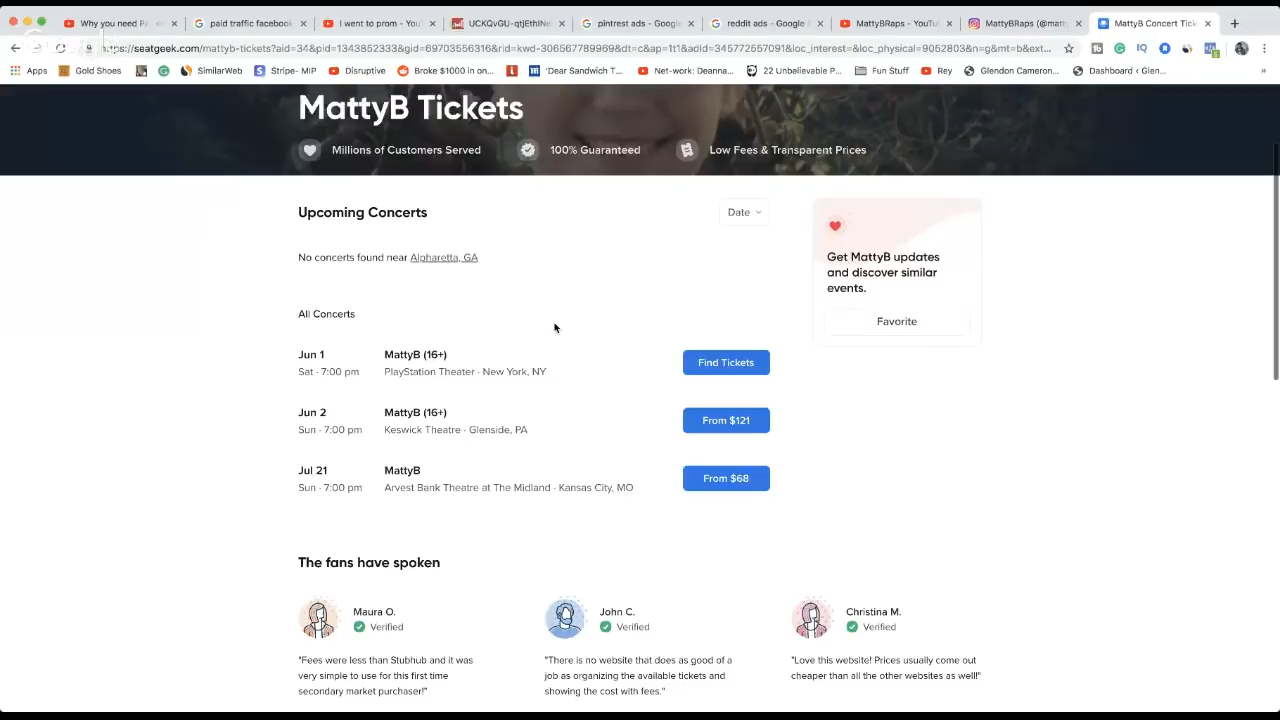 Why you need P
paid traffic facebook
I went to prom - You
UCKQvGU-qtjEthlNe
pintrest ads - Google
reddit ads - Google
MattyBRaps - YouTu
MattyBRaps (@matt
MattyB Concert Tick
https://seatgeek.com/mattyb-tickets?aid=34&pid=1343852333&gid=69703556316&rid=kwd-306567789969&dt=c&ap=1t1&adid=345772557091&loc_interest=&loc_physical=9052803&n=g&mt=b&ext...
Apps Gold Shoes SimilarWeb Stripe- MIP Disruptive Broke $1000 in on... 'Dear Sandwich T... Net-work: Deanna... 22 Unbelievable P... Fun Stuff Rey Glendon Cameron... Dashboard ‹ Glen... »
MattyB Tickets
Millions of Customers Served 100% Guaranteed Low Fees & Transparent Prices
Upcoming Concerts
Date
No concerts found near Alpharetta, GA
Get MattyB updates
and discover similar
events.
Favorite
All Concerts
Jun 1 MattyB (16+)
Sat · 7:00 pm PlayStation Theater · New York, NY
Find Tickets
Jun 2 MattyB (16+)
Sun · 7:00 pm Keswick Theatre · Glenside, PA
From $121
Jul 21 MattyB
Sun · 7:00 pm Arvest Bank Theatre at The Midland · Kansas City, MO
From $68
The fans have spoken
Maura O.
Verified
"Fees were less than Stubhub and it was
very simple to use for this first time
secondary market purchaser!"
John C.
Verified
"There is no website that does as good of a
job as organizing the available tickets and
showing the cost with fees."
Christina M.
Verified
"Love this website! Prices usually come out
cheaper than all the other websites as well!"